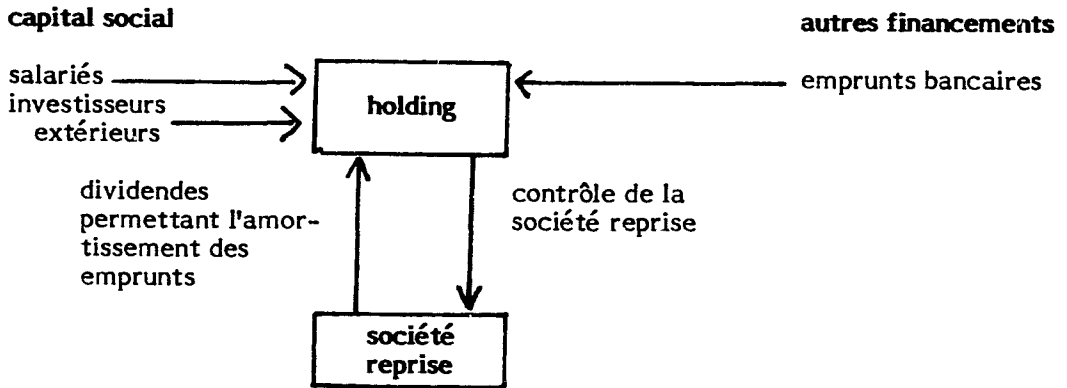 capital social
autres financements
salariés
investisseurs
extérieurs
holding
emprunts bancaires
dividendes
permettant l'amor-
tissement des
emprunts
contrôle de la
société reprise
société
reprise